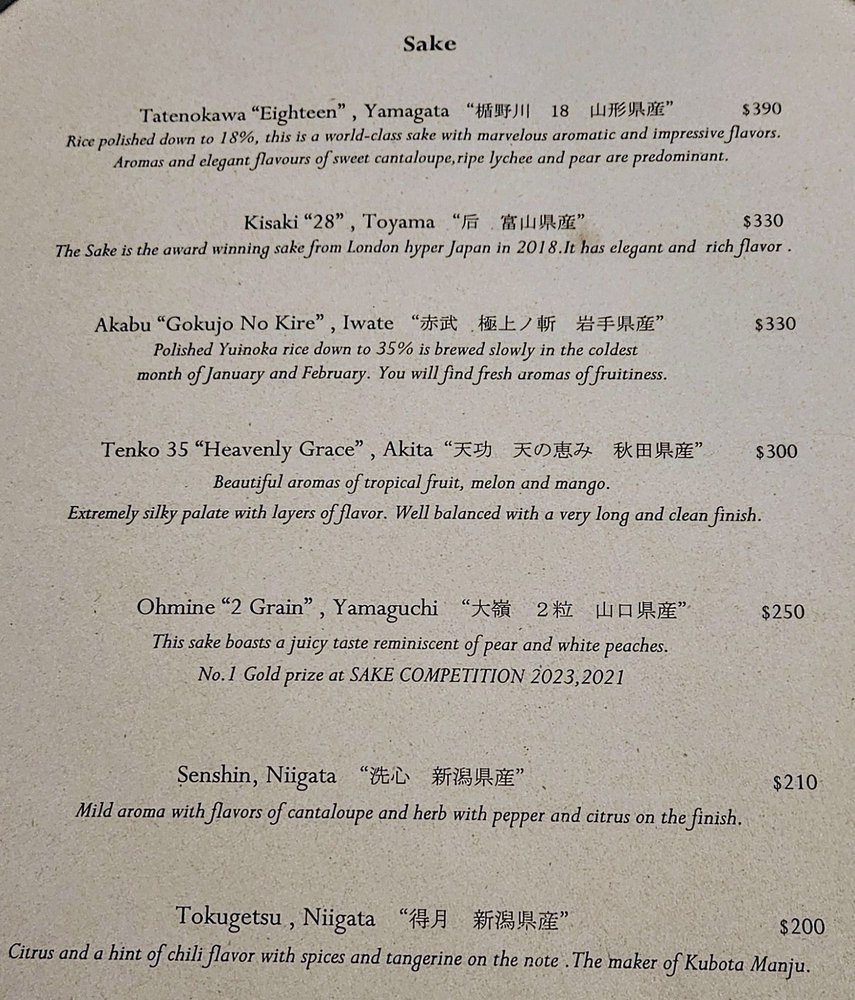 Sake
Tatenokawa “Eighteen” , Yamagata “楯野川 18 山形県産” $390
Rice polished down to 18%, this is a world-class sake with marvelous aromatic and impressive flavors.
Aromas and elegant flavours of sweet cantaloupe,ripe lychee and pear are predominant.
Kisaki “28” , Toyama “后 富山県産” $330
The Sake is the award winning sake from London hyper Japan in 2018.It has elegant and rich flavor .
Akabu “Gokujo No Kire” , Iwate “赤武 極上ノ斬 岩手県産” $330
Polished Yuinoka rice down to 35% is brewed slowly in the coldest
month of January and February. You will find fresh aromas of fruitiness.
Tenko 35 “Heavenly Grace” , Akita “天功 天の恵み 秋田県産” $300
Beautiful aromas of tropical fruit, melon and mango.
Extremely silky palate with layers of flavor. Well balanced with a very long and clean finish.
Ohmine “2 Grain” , Yamaguchi “大嶺 2粒 山口県産” $250
This sake boasts a juicy taste reminiscent of pear and white peaches.
No.1 Gold prize at SAKE COMPETITION 2023,2021
Senshin, Niigata “洗心 新潟県産” $210
Mild aroma with flavors of cantaloupe and herb with pepper and citrus on the finish.
Tokugetsu , Niigata “得月 新潟県産” $200
Citrus and a hint of chili flavor with spices and tangerine on the note .The maker of Kubota Manju.